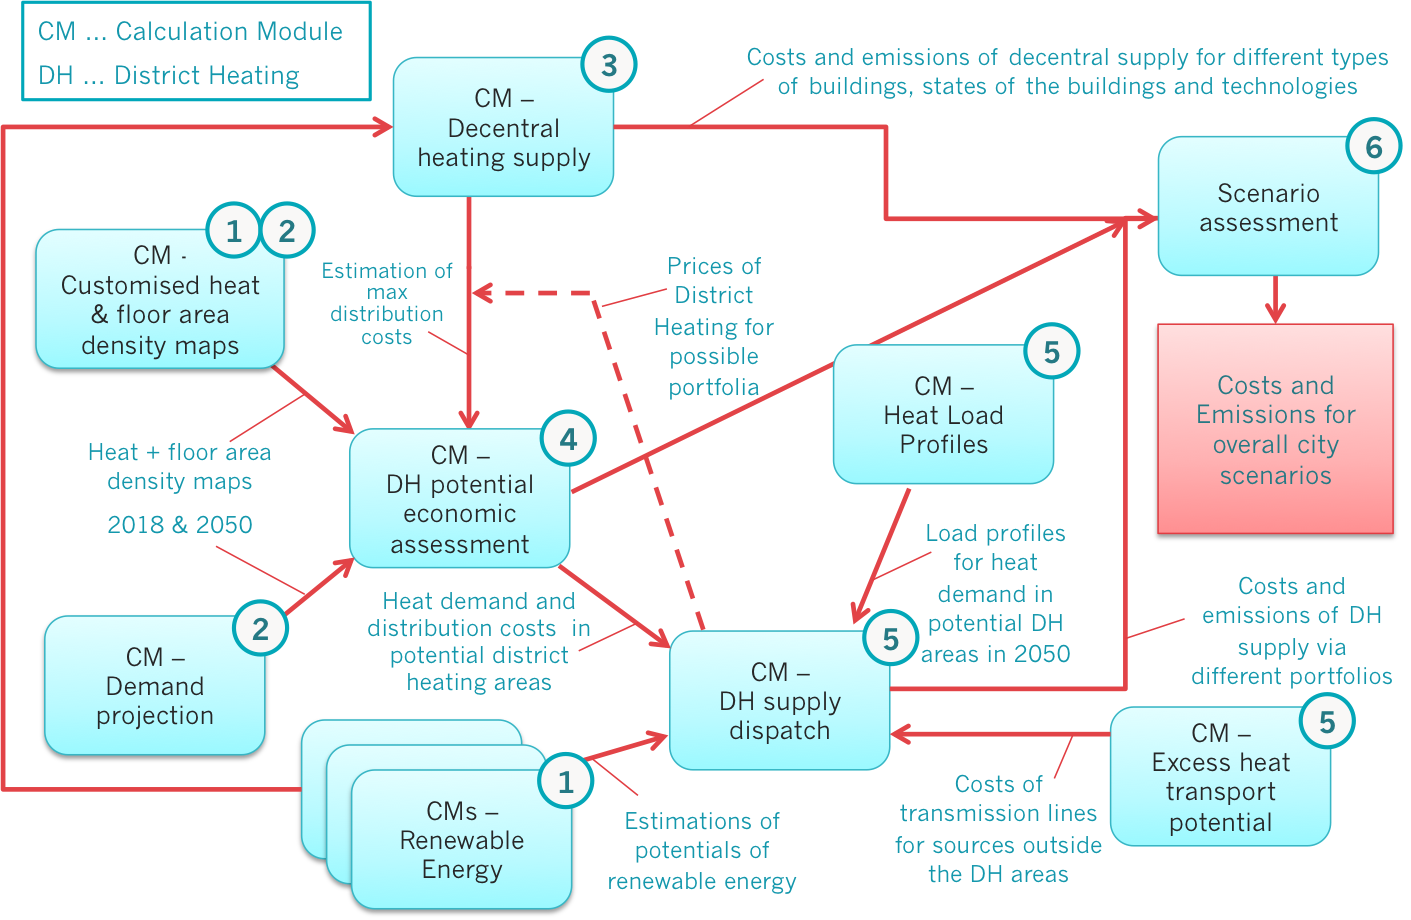 CM ... Calculation Module
DH ... District Heating
3
CM –
Decentral
heating supply
Costs and emissions of decentral supply for different types
of buildings, states of the buildings and technologies
6
Scenario
assessment
1
2
CM -
Customised heat
& floor area
density maps
Estimation of
max
distribution
costs
Prices of
District
Heating for
possible
portfolia
5
CM –
Heat Load
Profiles
Costs and
Emissions for
overall city
scenarios
Heat + floor area
density maps
2018 & 2050
4
CM –
DH potential
economic
assessment
Load profiles
for heat
demand in
potential DH
areas in 2050
Costs and
emissions of DH
supply via
different portfolios
2
CM –
Demand
projection
Heat demand and
distribution costs in
potential district
heating areas
5
CM –
DH supply
dispatch
5
CM –
Excess heat
transport
potential
1
CMs –
Renewable
Energy
Estimations of
potentials of
renewable energy
Costs of
transmission lines
for sources outside
the DH areas